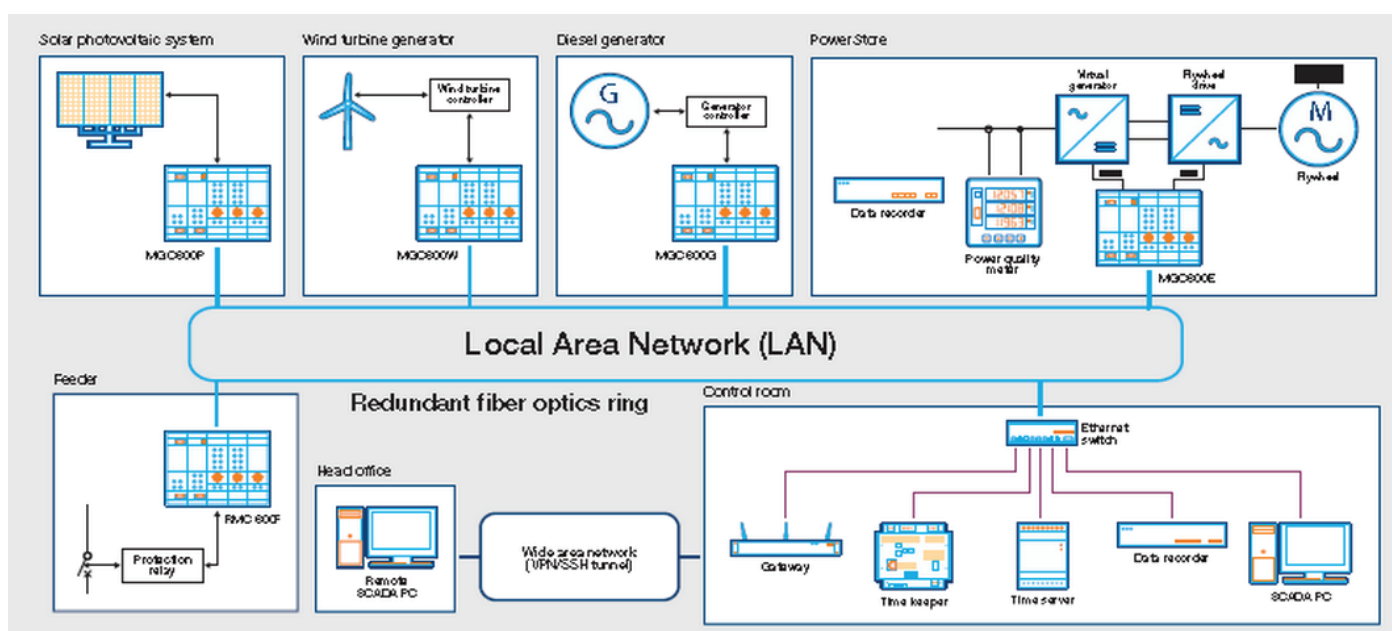 Solar photovoltaic system
Wind turbine generator
Diesel generator
PowerStore
Wind turbine
controller
G
Generator
controller
Virtual
generator
Flywheel
drive
M
Flywheel
Data recorder
12057
12108
11963
Power quality
meter
MGC600P
MGC600W
MGC600G
MGC600E
Local Area Network (LAN)
Redundant fiber optics ring
Feeder
RMC 600F
Protection
relay
Head office
Remote
SCADA PC
Wide area network
(VPN/SSH tunnel)
Control room
Ethernet
switch
Gateway
Time keeper
Time server
Data recorder
SCADA PC